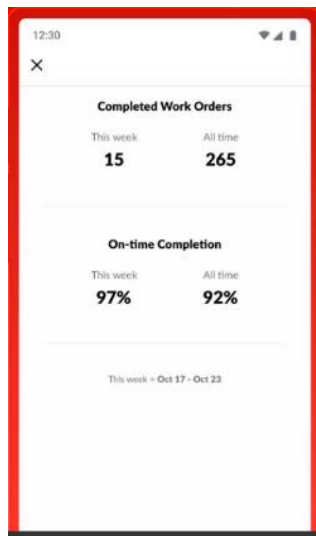 12:30
Completed Work Orders
This week All time
15 265
On-time Completion
This week All time
97% 92%
This week = Oct 17 - Oct 23